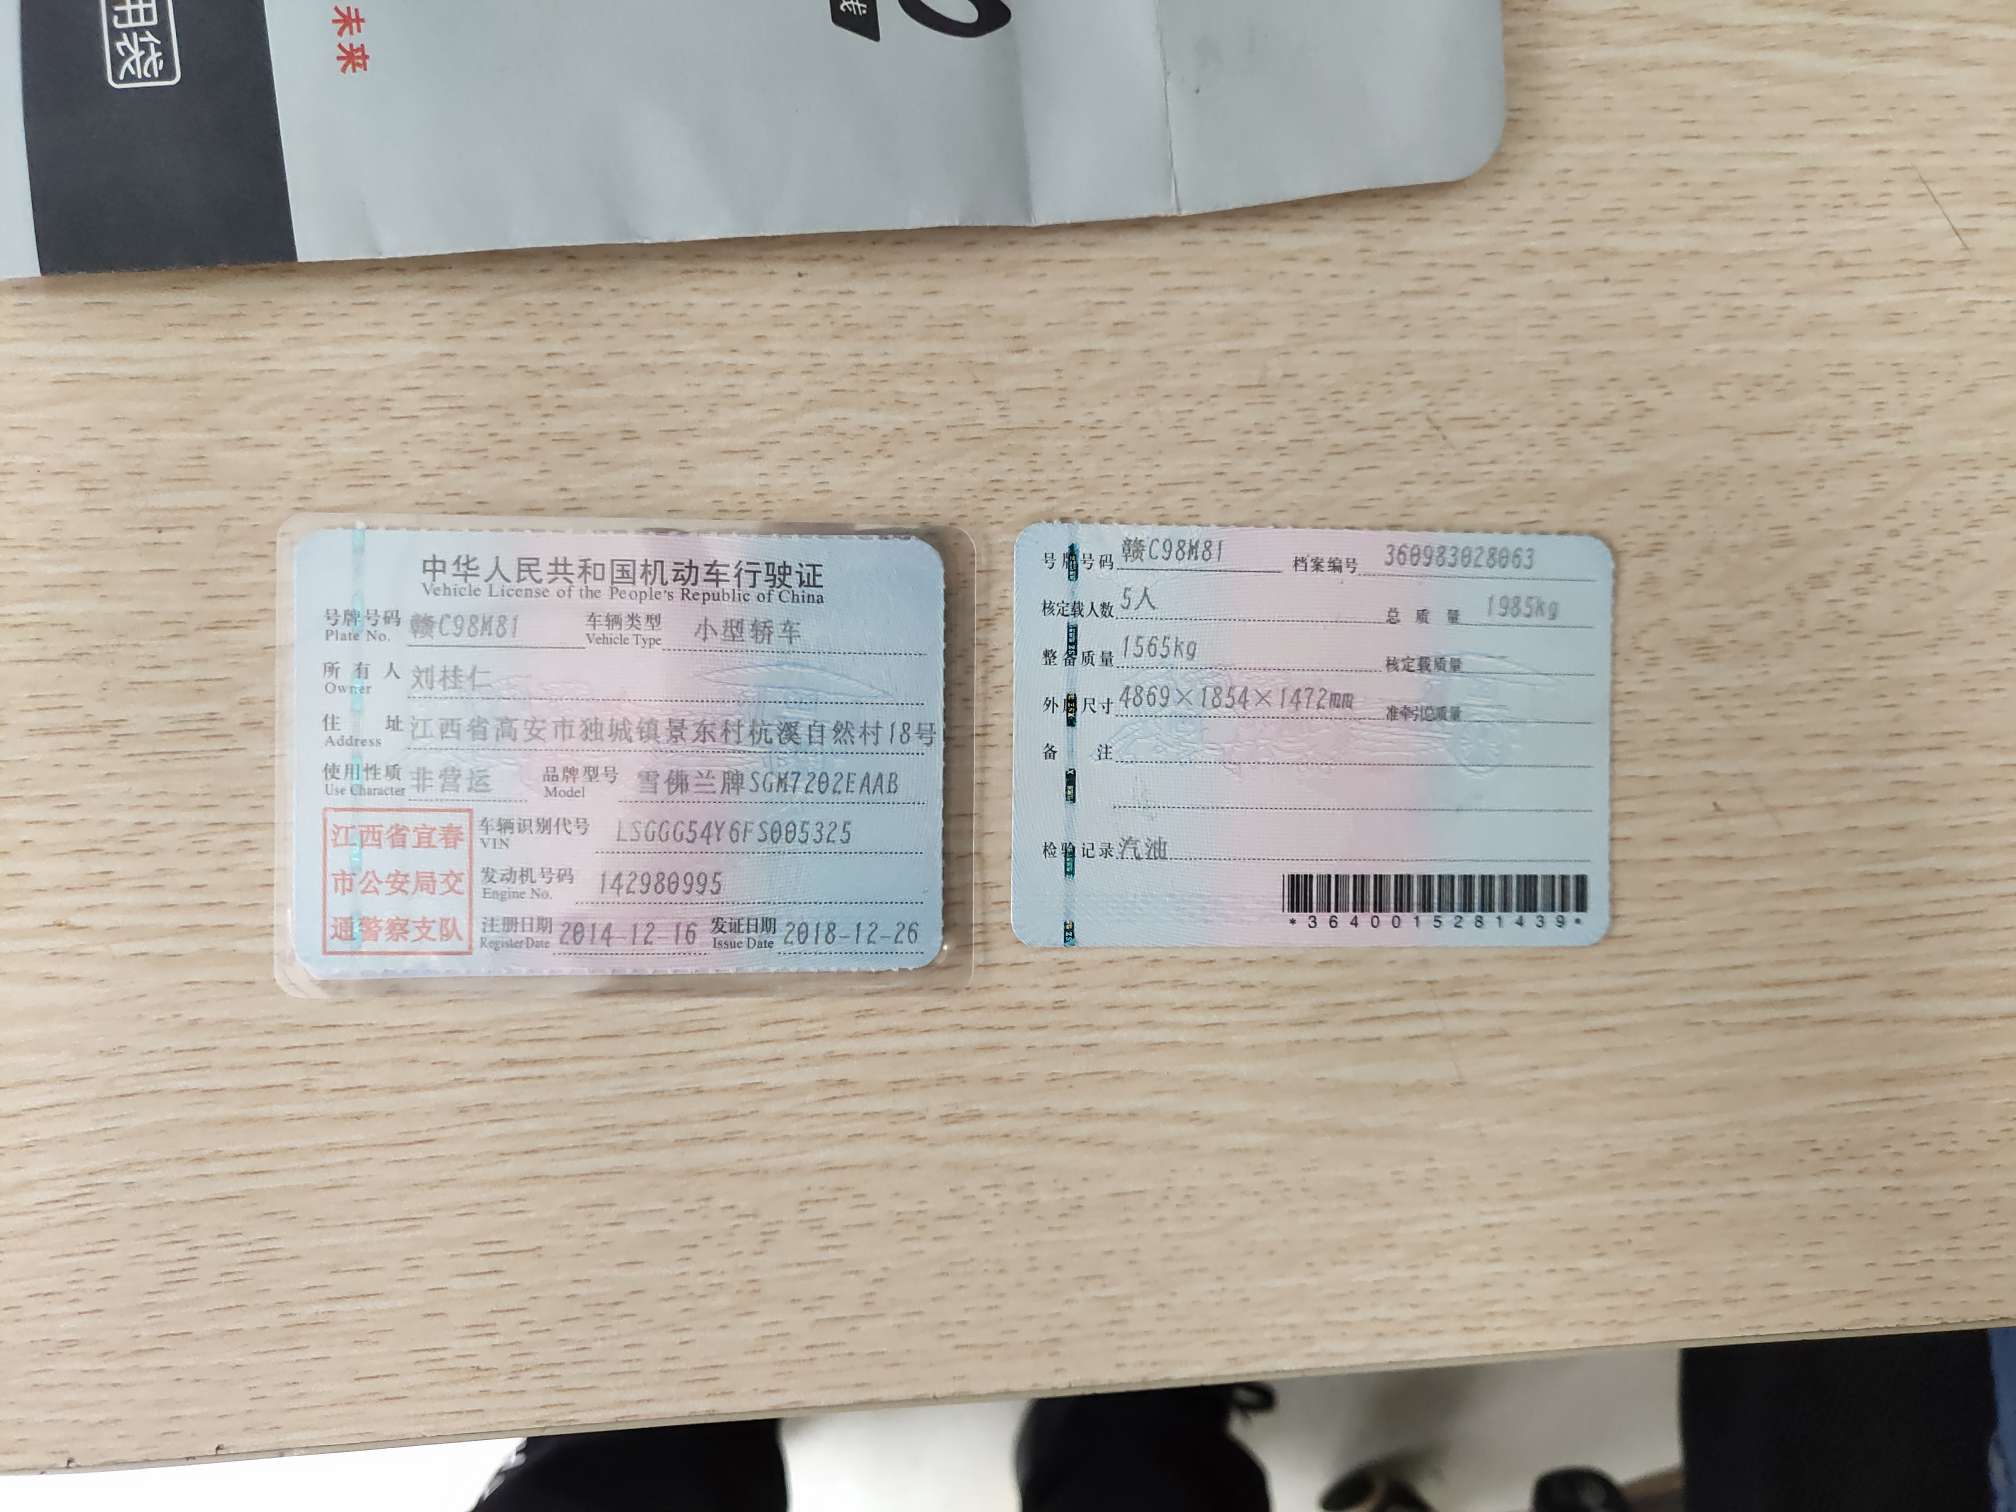 用袋
未来
线
中华人民共和国机动车行驶证
Vehicle License of the People's Republic of China
号牌号码 赣C98M81 车辆类型 小型轿车
Plate No. Vehicle Type
所有人 刘桂仁
Owner
住址 江西省高安市独城镇景东村杭溪自然村18号
Address
使用性质 非营运 品牌型号 雪佛兰牌SGM7202EAAB
Use Character Model
江西省宜春
市公安局交
通警察支队
车辆识别代号 LSGGG54Y6FS005325
VIN
发动机号码 142980995
Engine No.
注册日期 2014-12-16 发证日期 2018-12-26
Register Date Issue Date
号牌号码 赣C98M81 档案编号 360983028063
核定载人数 5人 总质量 1985kg
整备质量 1565kg 核定载质量
外廓尺寸 4869×1854×1472mm 准牵引总质量
备注
检验记录 汽油
*3640015281439*